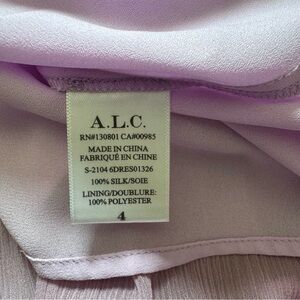 A.L.C.
RN#130801 CA#00985
MADE IN CHINA
FABRIQUÉ EN CHINE
S-2104 6DRES01326
100% SILK/SOIE
LINING/DOUBLURE:
100% POLYESTER
4